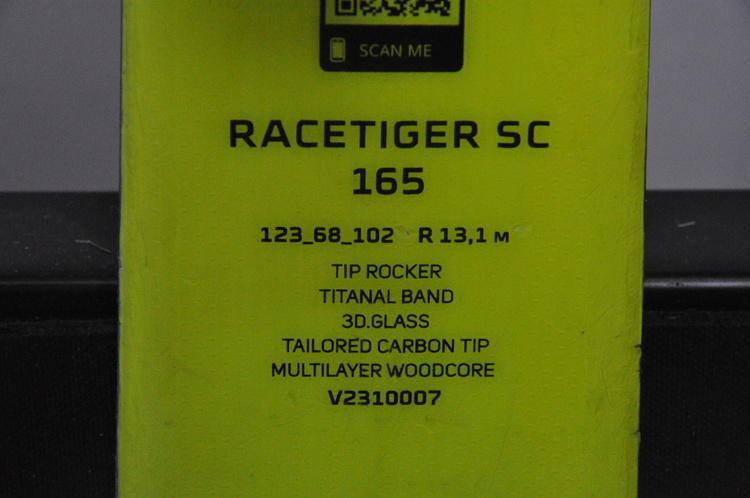 SCAN ME
RACETIGER SC
165
123_68_102 R 13,1 M
TIP ROCKER
TITANAL BAND
3D.GLASS
TAILORED CARBON TIP
MULTILAYER WOODCORE
V2310007